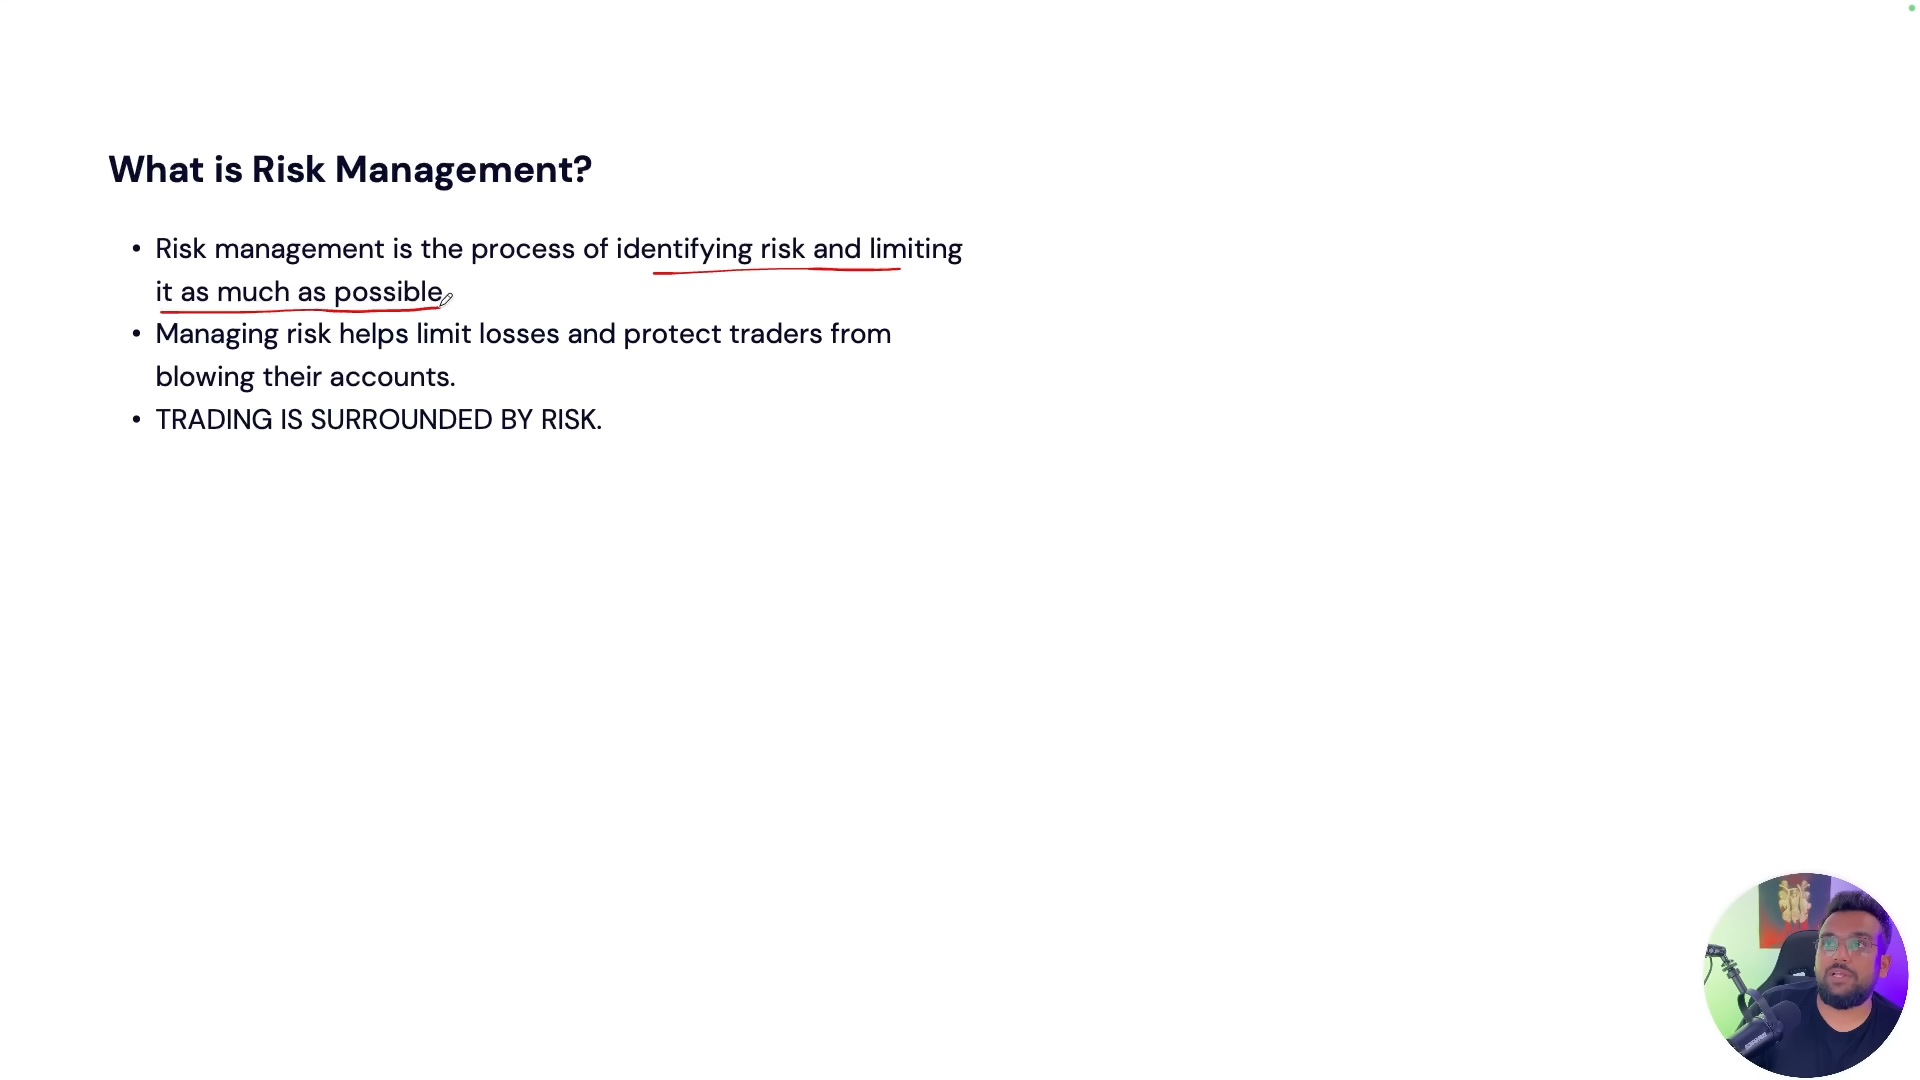 What is Risk Management?
• Risk management is the process of identifying risk and limiting
it as much as possible.
• Managing risk helps limit losses and protect traders from
blowing their accounts.
• TRADING IS SURROUNDED BY RISK.